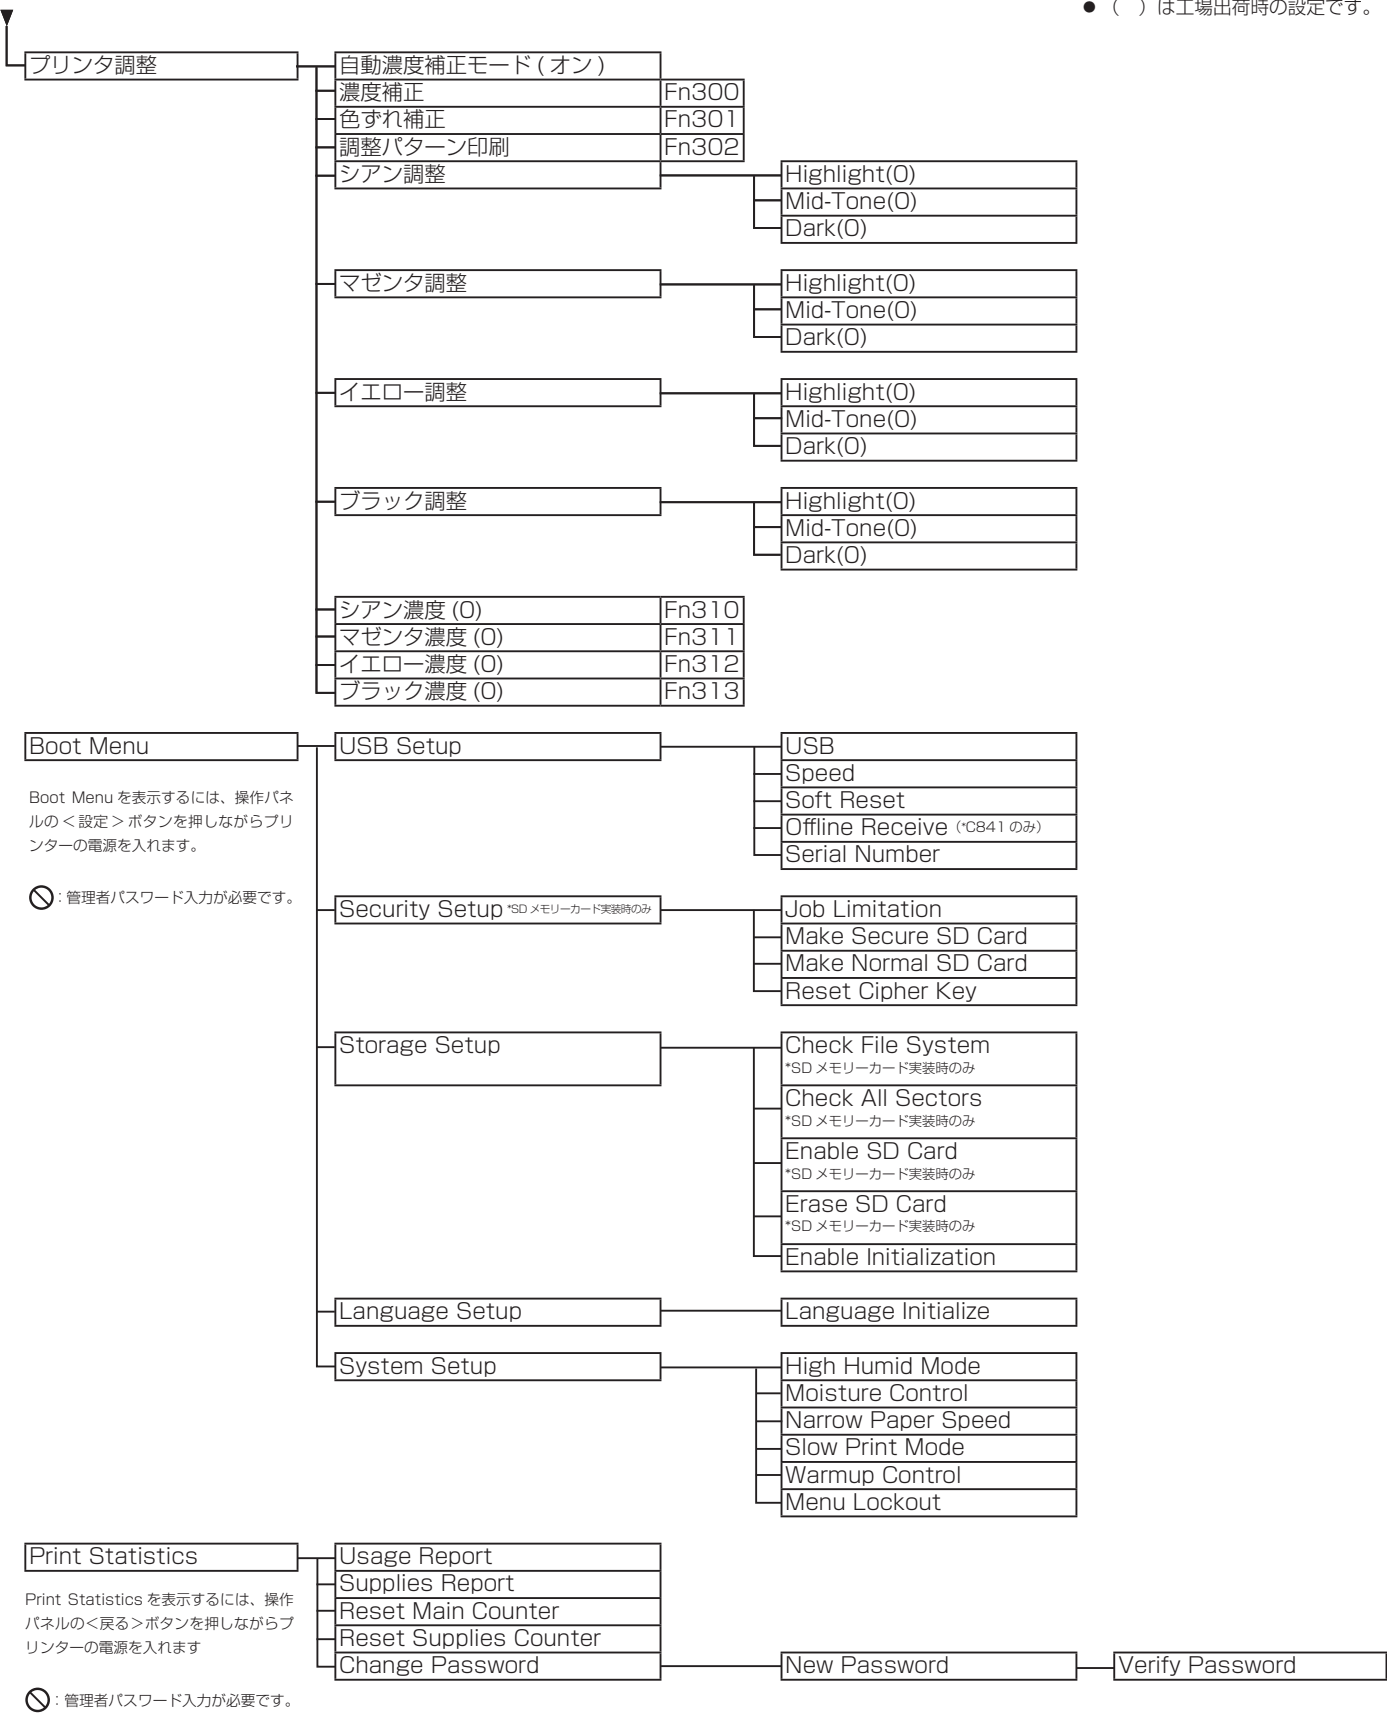 ● （　）は工場出荷時の設定です。
プリンタ調整
自動濃度補正モード ( オン )
濃度補正 Fn300
色ずれ補正 Fn301
調整パターン印刷 Fn302
シアン調整
Highlight(0)
Mid-Tone(0)
Dark(0)
マゼンタ調整
Highlight(0)
Mid-Tone(0)
Dark(0)
イエロー調整
Highlight(0)
Mid-Tone(0)
Dark(0)
ブラック調整
Highlight(0)
Mid-Tone(0)
Dark(0)
シアン濃度 (0) Fn310
マゼンタ濃度 (0) Fn311
イエロー濃度 (0) Fn312
ブラック濃度 (0) Fn313
Boot Menu
Boot Menu を表示するには、操作パネ
ルの < 設定 > ボタンを押しながらプリ
ンターの電源を入れます。
：管理者パスワード入力が必要です。
USB Setup
USB
Speed
Soft Reset
Offline Receive（*C841 のみ）
Serial Number
Security Setup *SD メモリーカード実装時のみ
Job Limitation
Make Secure SD Card
Make Normal SD Card
Reset Cipher Key
Storage Setup
Check File System
*SD メモリーカード実装時のみ
Check All Sectors
*SD メモリーカード実装時のみ
Enable SD Card
*SD メモリーカード実装時のみ
Erase SD Card
*SD メモリーカード実装時のみ
Enable Initialization
Language Setup
Language Initialize
System Setup
High Humid Mode
Moisture Control
Narrow Paper Speed
Slow Print Mode
Warmup Control
Menu Lockout
Print Statistics
Print Statistics を表示するには、操作
パネルの＜戻る＞ボタンを押しながらプ
リンターの電源を入れます
：管理者パスワード入力が必要です。
Usage Report
Supplies Report
Reset Main Counter
Reset Supplies Counter
Change Password
New Password
Verify Password